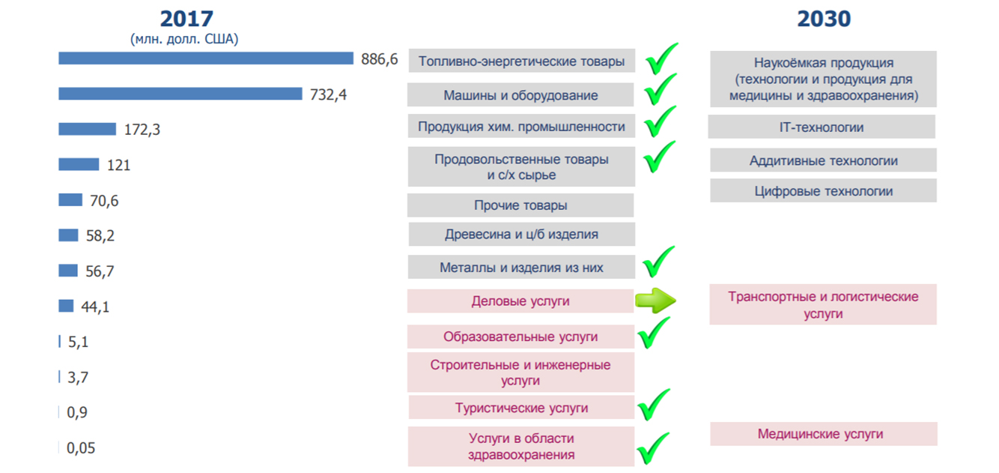 2017
(млн. долл. США)
2030
886,6
Топливно-энергетические товары
732,4
Машины и оборудование
172,3
Продукция хим. промышленности
121
Продовольственные товары
и с/х сырье
70,6
Прочие товары
58,2
Древесина и ц/б изделия
56,7
Металлы и изделия из них
44,1
Деловые услуги
5,1
Образовательные услуги
3,7
Строительные и инженерные
услуги
0,9
Туристические услуги
0,05
Услуги в области
здравоохранения
Наукоёмкая продукция
(технологии и продукция для
медицины и здравоохранения)
IT-технологии
Аддитивные технологии
Цифровые технологии
Транспортные и логистические
услуги
Медицинские услуги